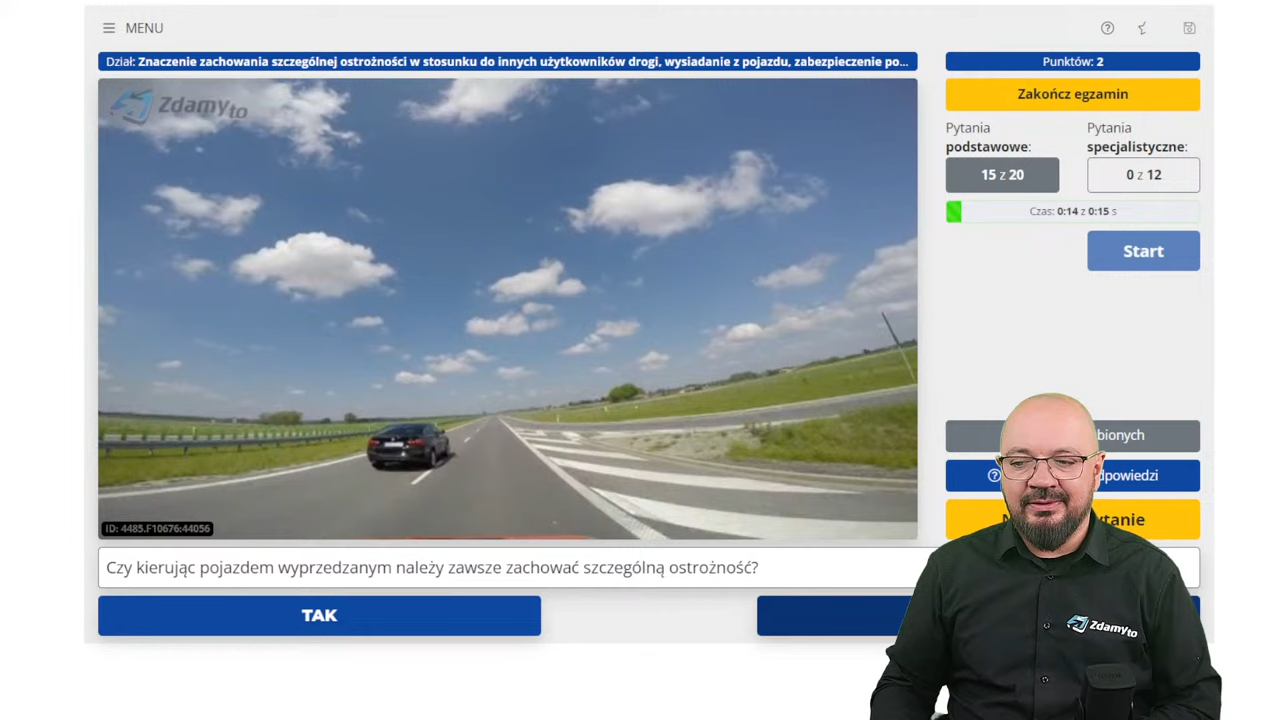 MENU
Dział: Znaczenie zachowania szczególnej ostrożności w stosunku do innych użytkowników drogi, wysiadanie z pojazdu, zabezpieczenie po...
Punktów: 2
Zdamyto
Zakończ egzamin
Pytania
podstawowe:
Pytania
specjalistyczne:
15 z 20
0 z 12
Czas: 0:14 z 0:15 s
Start
bionych
dpowiedzi
ytanie
ID: 4485.F10676:44056
Czy kierując pojazdem wyprzedzanym należy zawsze zachować szczególną ostrożność?
TAK
Zdamyto